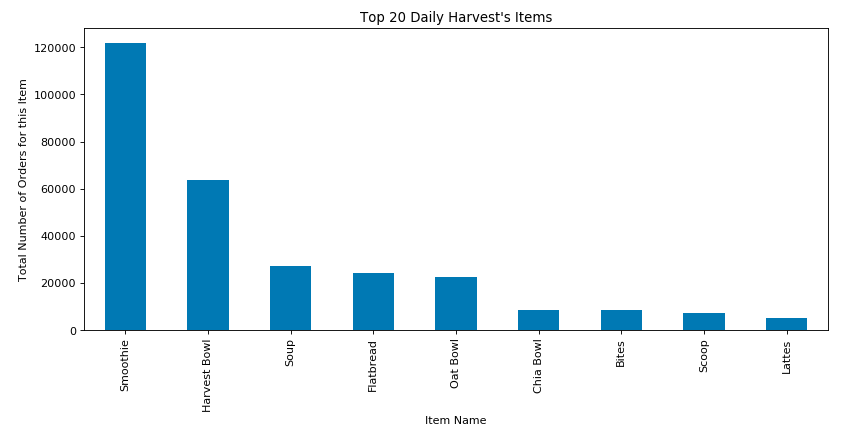 Top 20 Daily Harvest's Items
Total Number of Orders for this Item
120000
100000
80000
60000
40000
20000
0
Smoothie
Harvest Bowl
Soup
Flatbread
Oat Bowl
Chia Bowl
Bites
Scoop
Lattes
Item Name